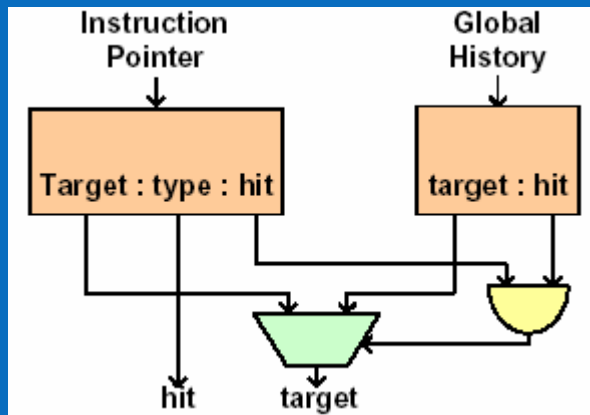 Instruction
Pointer
Global
History
Target : type : hit
target : hit
hit
target